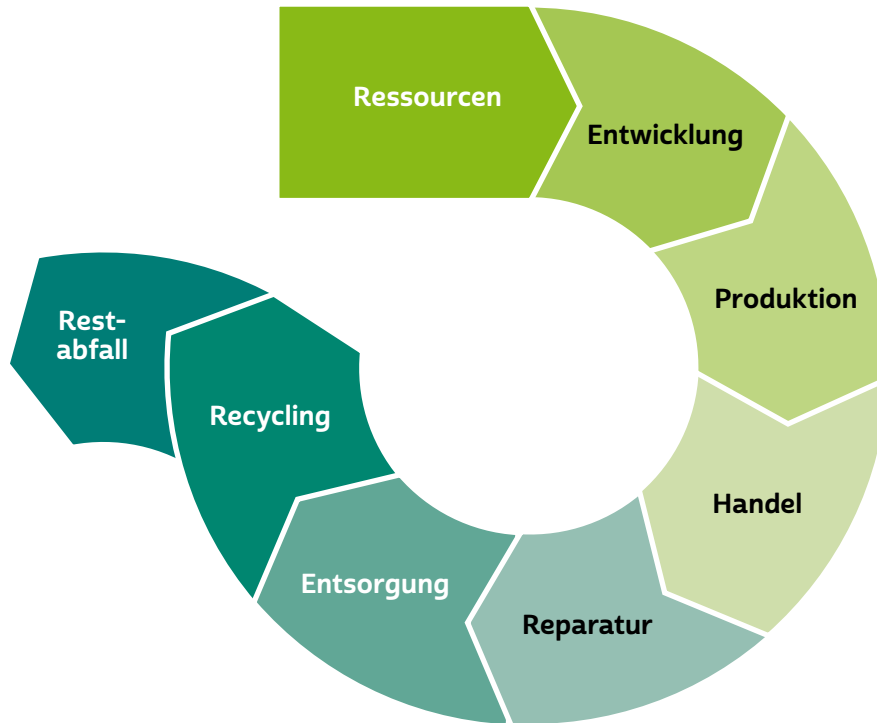 Ressourcen
Entwicklung
Produktion
Handel
Reparatur
Entsorgung
Recycling
Rest-
abfall